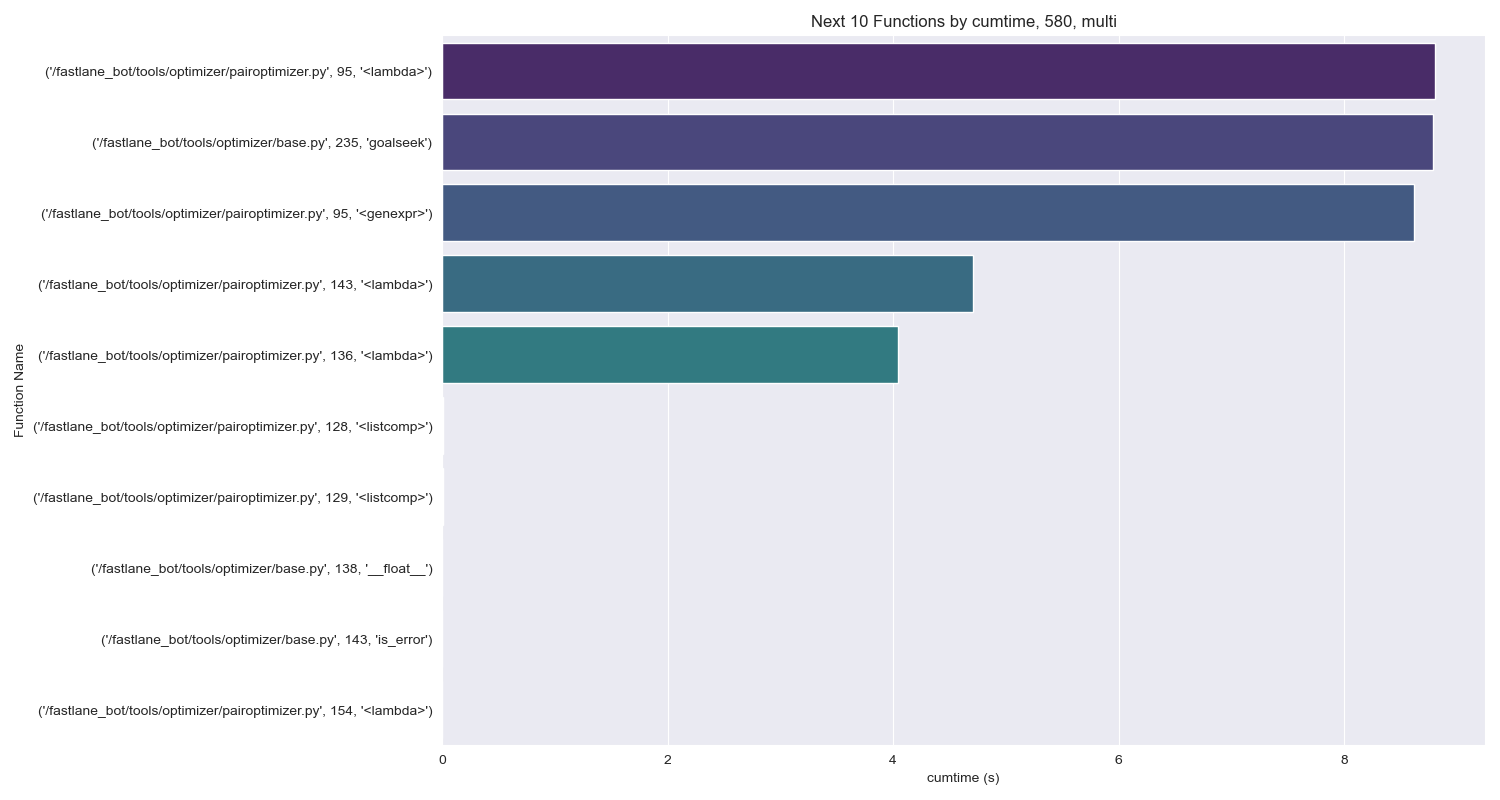 Next 10 Functions by cumtime, 580, multi
('/fastlane_bot/tools/optimizer/pairoptimizer.py', 95, '<lambda>')
('/fastlane_bot/tools/optimizer/base.py', 235, 'goalseek')
('/fastlane_bot/tools/optimizer/pairoptimizer.py', 95, '<genexpr>')
('/fastlane_bot/tools/optimizer/pairoptimizer.py', 143, '<lambda>')
('/fastlane_bot/tools/optimizer/pairoptimizer.py', 136, '<lambda>')
('/fastlane_bot/tools/optimizer/pairoptimizer.py', 128, '<listcomp>')
('/fastlane_bot/tools/optimizer/pairoptimizer.py', 129, '<listcomp>')
('/fastlane_bot/tools/optimizer/base.py', 138, '__float__')
('/fastlane_bot/tools/optimizer/base.py', 143, 'is_error')
('/fastlane_bot/tools/optimizer/pairoptimizer.py', 154, '<lambda>')
Function Name
0 2 4 6 8
cumtime (s)